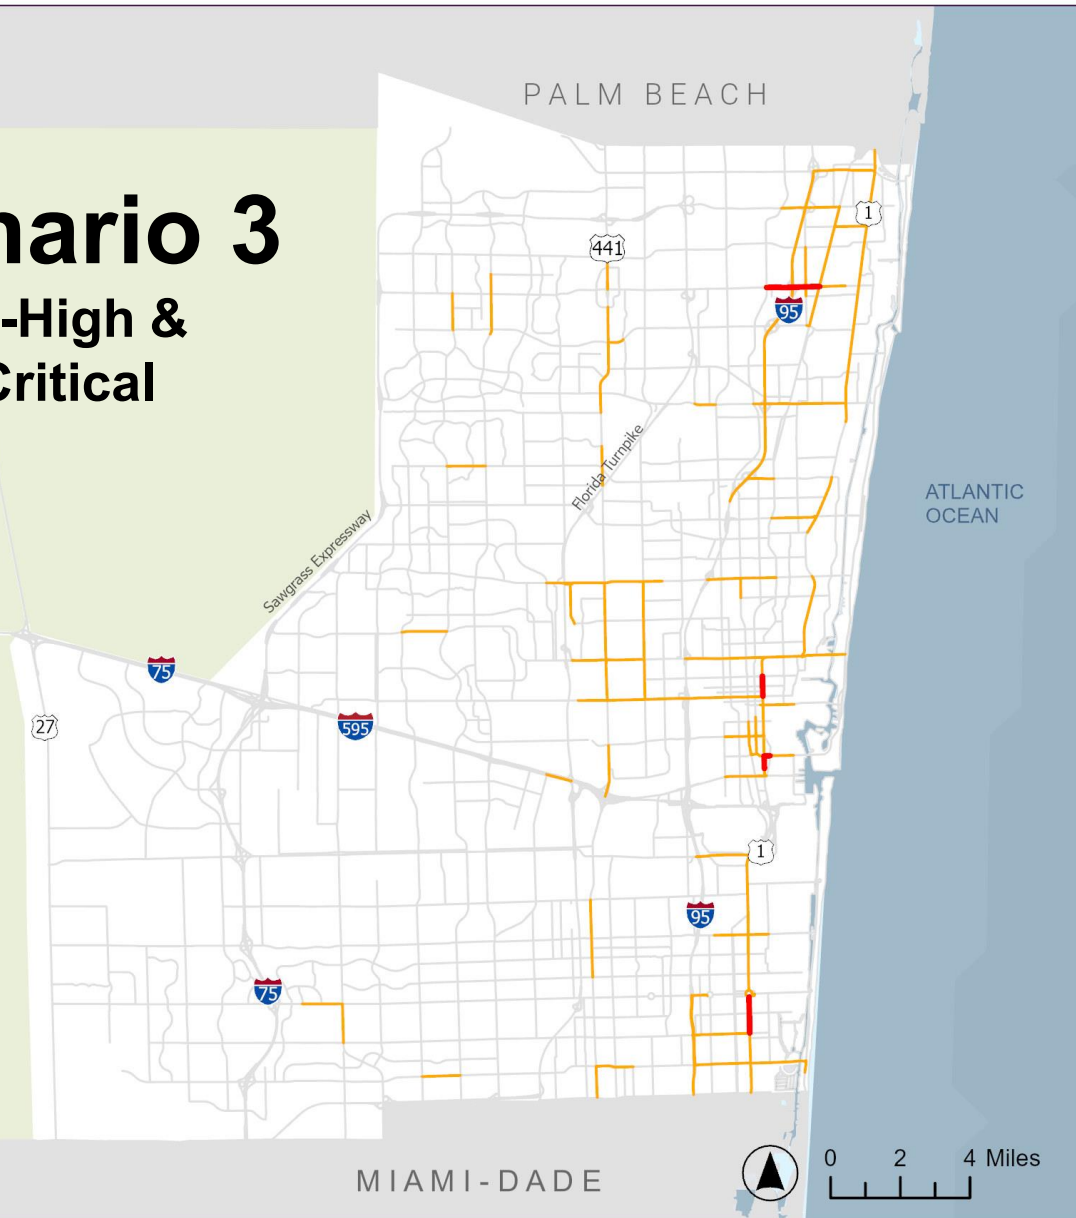 PALM BEACH
nario 3
-High &
Critical
1
441
95
Florida Turnpike
ATLANTIC
OCEAN
Sawgrass Expressway
75
27
595
1
95
75
0 2 4 Miles
MIAMI-DADE